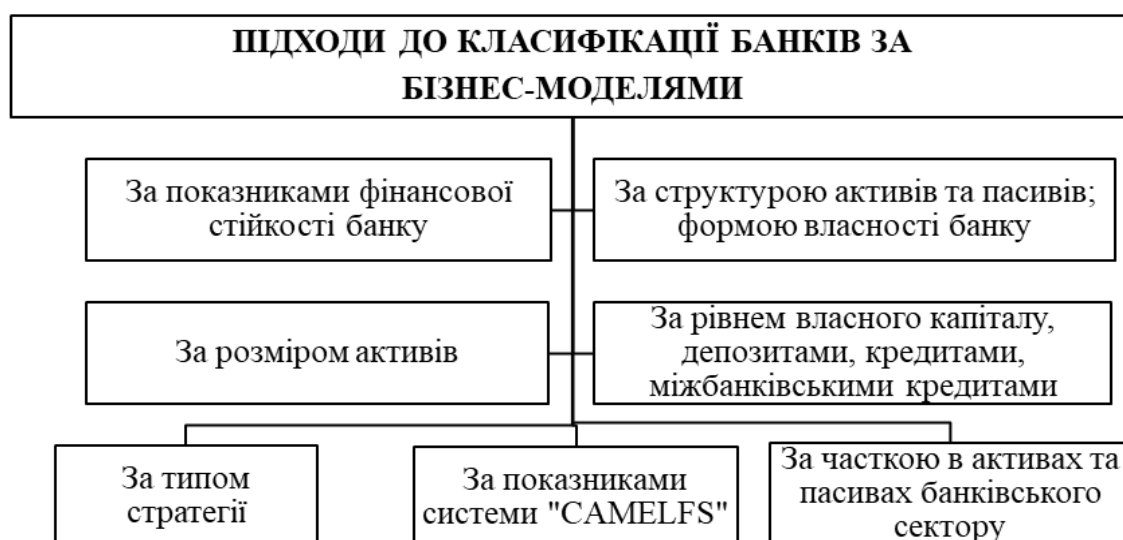 ПІДХОДИ ДО КЛАСИФІКАЦІЇ БАНКІВ ЗА
БІЗНЕС-МОДЕЛЯМИ
За показниками фінансової
стійкості банку
За структурою активів та пасивів;
формою власності банку
За розміром активів
За рівнем власного капіталу,
депозитами, кредитами,
міжбанківськими кредитами
За типом
стратегії
За показниками
системи "CAMELFS"
За часткою в активах та
пасивах банківського
сектору